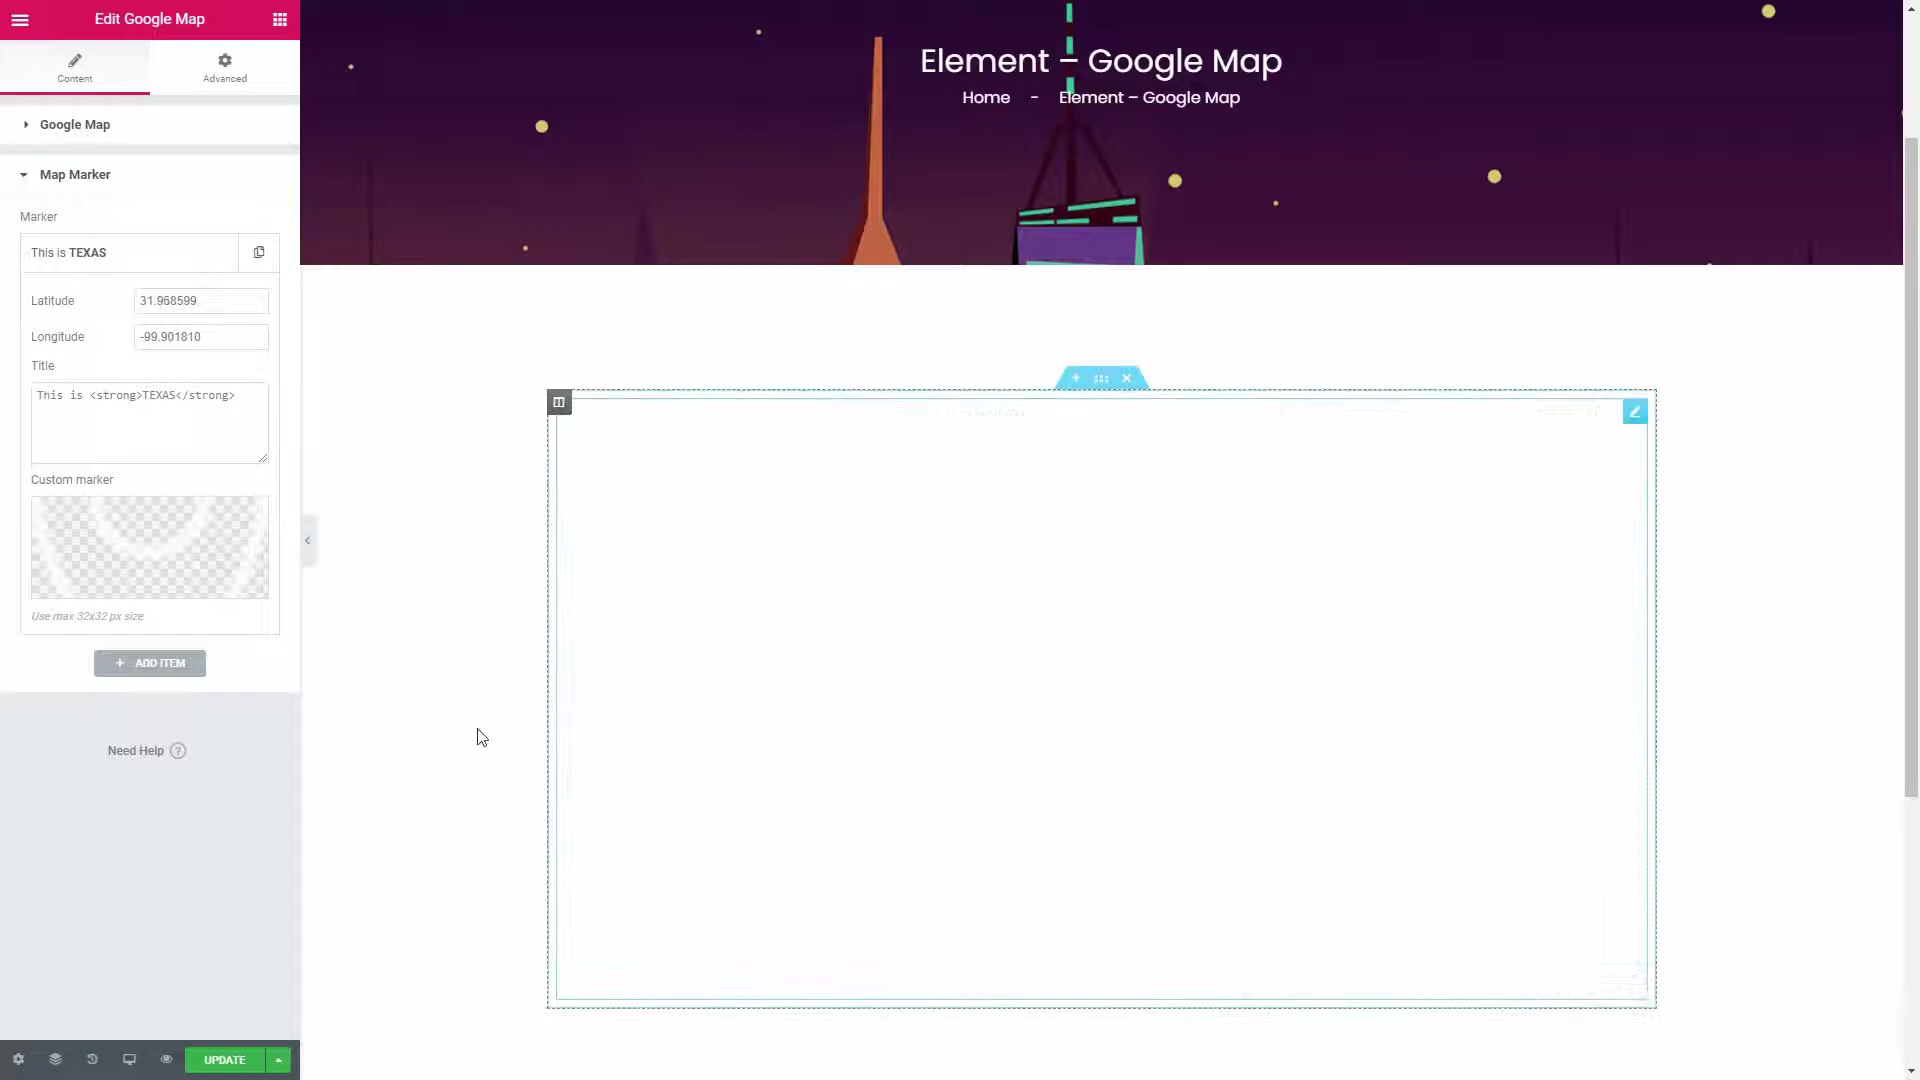 Edit Google Map
Content
Advanced
Google Map
Map Marker
Marker
This is TEXAS
Latitude
31.968599
Longitude
-99.901810
Title
This is <strong>TEXAS</strong>
Custom marker
Use max 32x32 px size
+ ADD ITEM
Need Help ?
UPDATE
Element – Google Map
Home - Element – Google Map